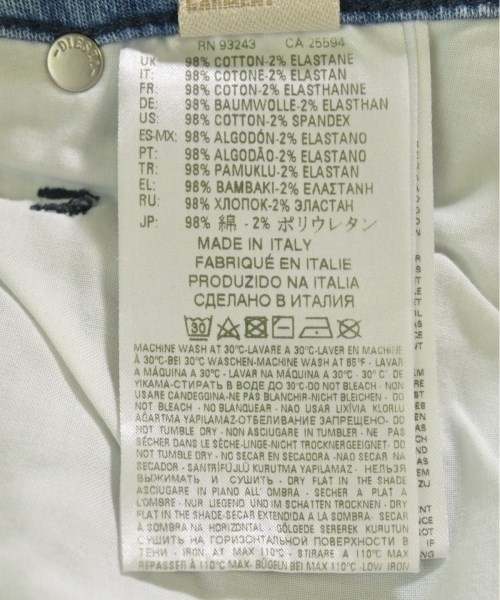 GARMENT
DIESEL
RN 93243 CA 25594
UK: 98% COTTON-2% ELASTANE
IT: 98% COTONE-2% ELASTAN
FR: 98% COTON-2% ELASTHANNE
DE: 98% BAUMWOLLE-2% ELASTHAN
US: 98% COTTON-2% SPANDEX
ES-MX: 98% ALGODÓN-2% ELASTANO
PT: 98% ALGODÃO-2% ELASTANO
TR: 98% PAMUKLU-2% ELASTAN
EL: 98% ΒΑΜΒΑΚΙ-2% ΕΛΑΣΤΑΝΗ
RU: 98% ХЛОПОК-2% ЭЛАСТАН
JP: 98% 綿 -2% ポリウレタン
MADE IN ITALY
FABRIQUÉ EN ITALIE
PRODUZIDO NA ITALIA
СДЕЛАНО В ИТАЛИЯ
30
MACHINE WASH AT 30°C-LAVARE A 30°C-LAVER EN MACHINE
À 30°C-BEI 30°C WASCHEN-MACHINE WASH AT 85°F - LAVAR
A MÁQUINA A 30°C-LAVAR NA MÁQUINA A 30°C - 30° C DE
YIKAMA-СТИРАТЬ В ВОДЕ ДО 30°C-DO NOT BLEACH - NON
USARE CANDEGGINA-NE PAS BLANCHIR-NICHT BLEICHEN - DO
NOT BLEACH - NO BLANQUEAR - NAO USAR LIXÍVIA KLORLU
AĞARTMA YAPILAMAZ-ОТБЕЛИВАНИЕ ЗАПРЕЩЕНО- DO
NOT TUMBLE DRY - NON ASCIUGARE IN TUMBLER - NE PAS
SÉCHER DANS LE SÈCHE-LINGE-NICHT TROCKNERGEEIGNET- DO
NOT TUMBLE DRY - NO SECAR EN SECADORA - NÃO SECAR NA
SECADOR - SANTRİFÜJLÜ KURUTMA YAPILAMAZ - НЕЛЬЗЯ
ВЫЖИМАТЬ И СУШИТЬ - DRY FLAT IN THE SHADE
ASCIUGARE IN PIANO ALL' OMBRA - SECHER A PLAT A
L'OMBRE - NUR LIEGEND UND IM SCHATTEN TROCKNEN - DRY
FLAT IN THE SHADE-SECAR EXTENDIDA A LA SOMBRA- SECAR
À SOMBRA NA HORIZONTAL - GÖLGEDE SEREREK KURUTUN
СУШИТЬ НА ГОРИЗОНТАЛЬНОЙ ПОВЕРХНОСТИ В
ТЕНИ - IRON AT MAX 110°C - STIRARE A 110°C MAX
REPASSER À 110°C MAX- BÜGELN BEI MAX 110°C -LOW IRON